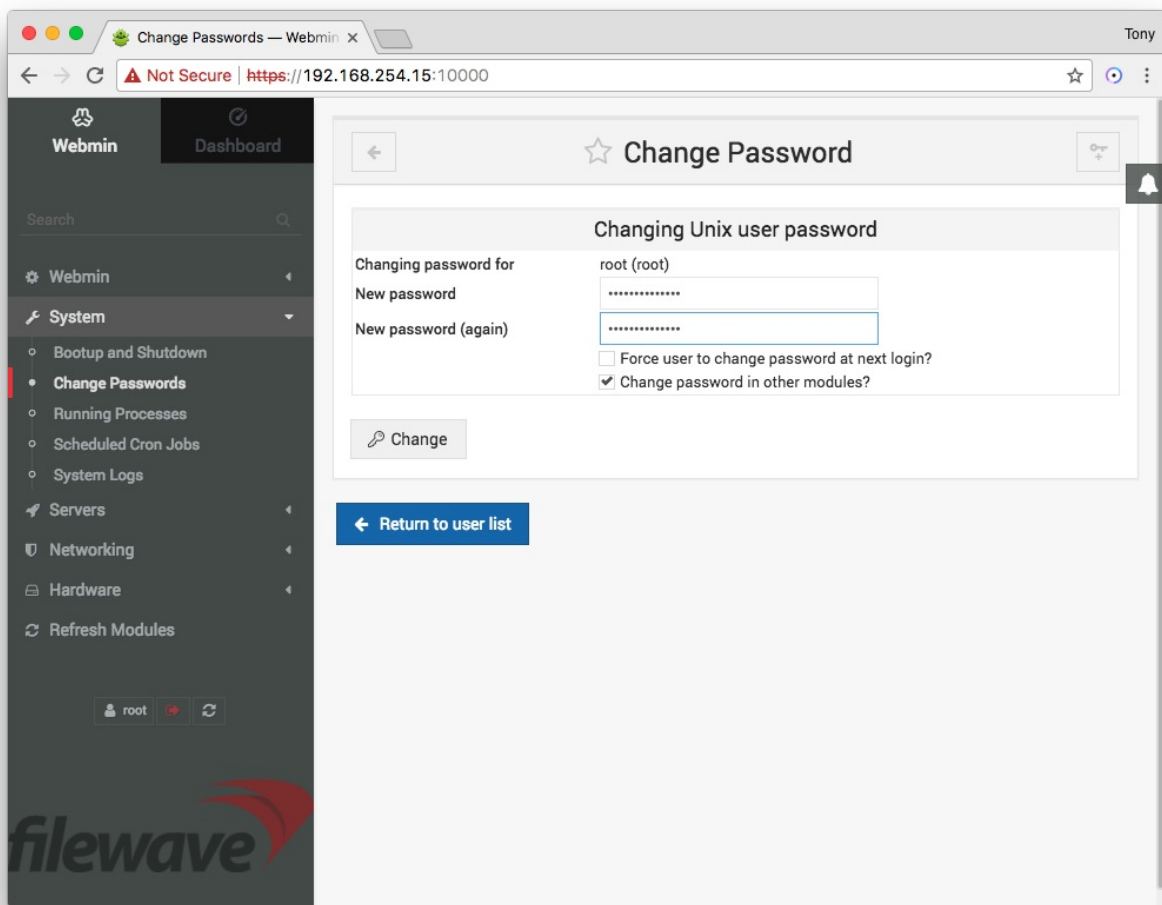 Change Passwords — Webmin
Tony
Not Secure | https://192.168.254.15:10000
Webmin
Dashboard
Search
Webmin
System
Bootup and Shutdown
Change Passwords
Running Processes
Scheduled Cron Jobs
System Logs
Servers
Networking
Hardware
Refresh Modules
root
filewave
Change Password
Changing Unix user password
Changing password for root (root)
New password ••••••••••••••
New password (again) ••••••••••••••
Force user to change password at next login?
Change password in other modules?
Change
Return to user list